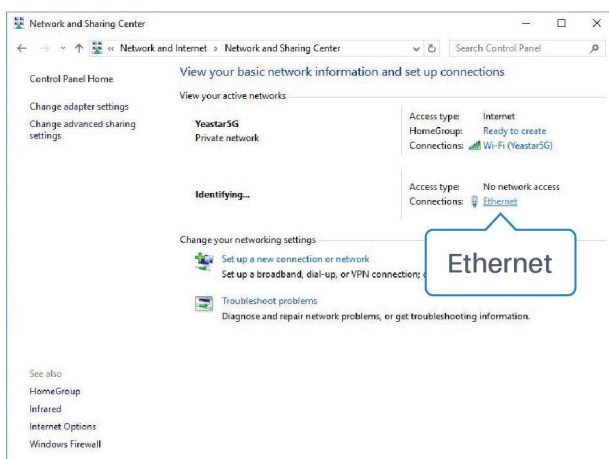 Network and Sharing Center
« Network and Internet > Network and Sharing Center
Search Control Panel
Control Panel Home
Change adapter settings
Change advanced sharing
settings
View your basic network information and set up connections
View your active networks
Yeastar5G
Private network
Access type: Internet
HomeGroup: Ready to create
Connections: Wi-Fi (Yeastar5G)
Identifying...
Access type: No network access
Connections: Ethernet
Ethernet
Change your networking settings
Set up a new connection or network
Set up a broadband, dial-up, or VPN connection;
Troubleshoot problems
Diagnose and repair network problems, or get troubleshooting information.
See also
HomeGroup
Infrared
Internet Options
Windows Firewall